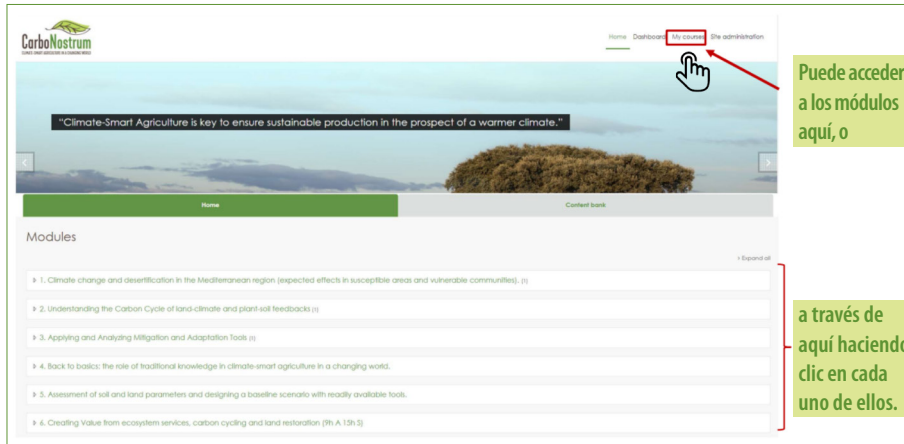 CarboNostrum
CLIMATE-SMART AGRICULTURE IN A CHANGING WORLD
Home Dashboard My courses Site administration
Puede acceder
a los módulos
aquí, o
“Climate-Smart Agriculture is key to ensure sustainable production in the prospect of a warmer climate.”
Home Content bank
Modules
Expand all
1. Climate change and desertification in the Mediterranean region (expected effects in susceptible areas and vulnerable communities). (1)
2. Understanding the Carbon Cycle of land-climate and plant-soil feedbacks (1)
3. Applying and Analyzing Mitigation and Adaptation Tools (1)
4. Back to basics: the role of traditional knowledge in climate-smart agriculture in a changing world.
5. Assessment of soil and land parameters and designing a baseline scenario with readily available tools.
6. Creating Value from ecosystem services, carbon cycling and land restoration (9h A 15h S)
a través de
aquí haciendo
clic en cada
uno de ellos.